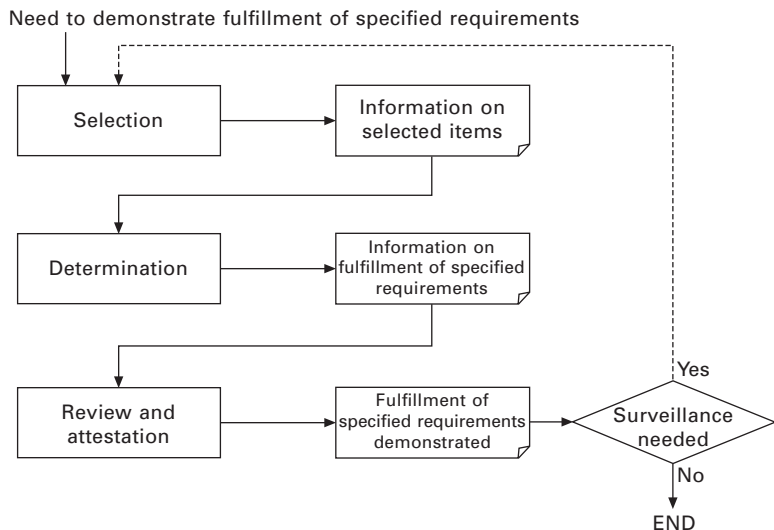 Need to demonstrate fulfillment of specified requirements
Selection
Information on
selected items
Determination
Information on
fulfillment of specified
requirements
Review and
attestation
Fulfillment of
specified requirements
demonstrated
Surveillance
needed
Yes
No
END